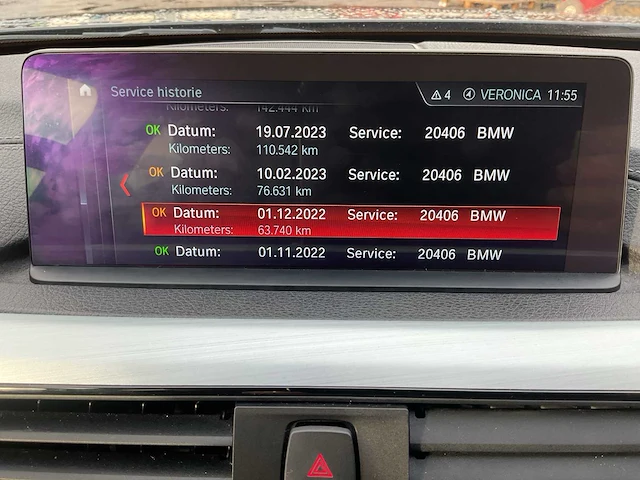 Service historie 4 VERONICA 11:55
Kilometers: 142.444 km
OK Datum: 19.07.2023 Service: 20406 BMW
Kilometers: 110.542 km
OK Datum: 10.02.2023 Service: 20406 BMW
Kilometers: 76.631 km
OK Datum: 01.12.2022 Service: 20406 BMW
Kilometers: 63.740 km
OK Datum: 01.11.2022 Service: 20406 BMW